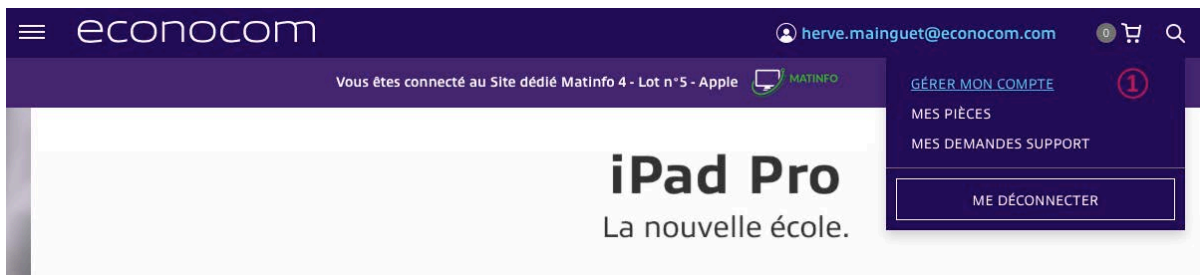 econocom
herve.mainguet@econocom.com 0
Vous êtes connecté au Site dédié Matinfo 4 - Lot n°5 - Apple MATINFO
GÉRER MON COMPTE 1
MES PIÈCES
MES DEMANDES SUPPORT
ME DÉCONNECTER
iPad Pro
La nouvelle école.